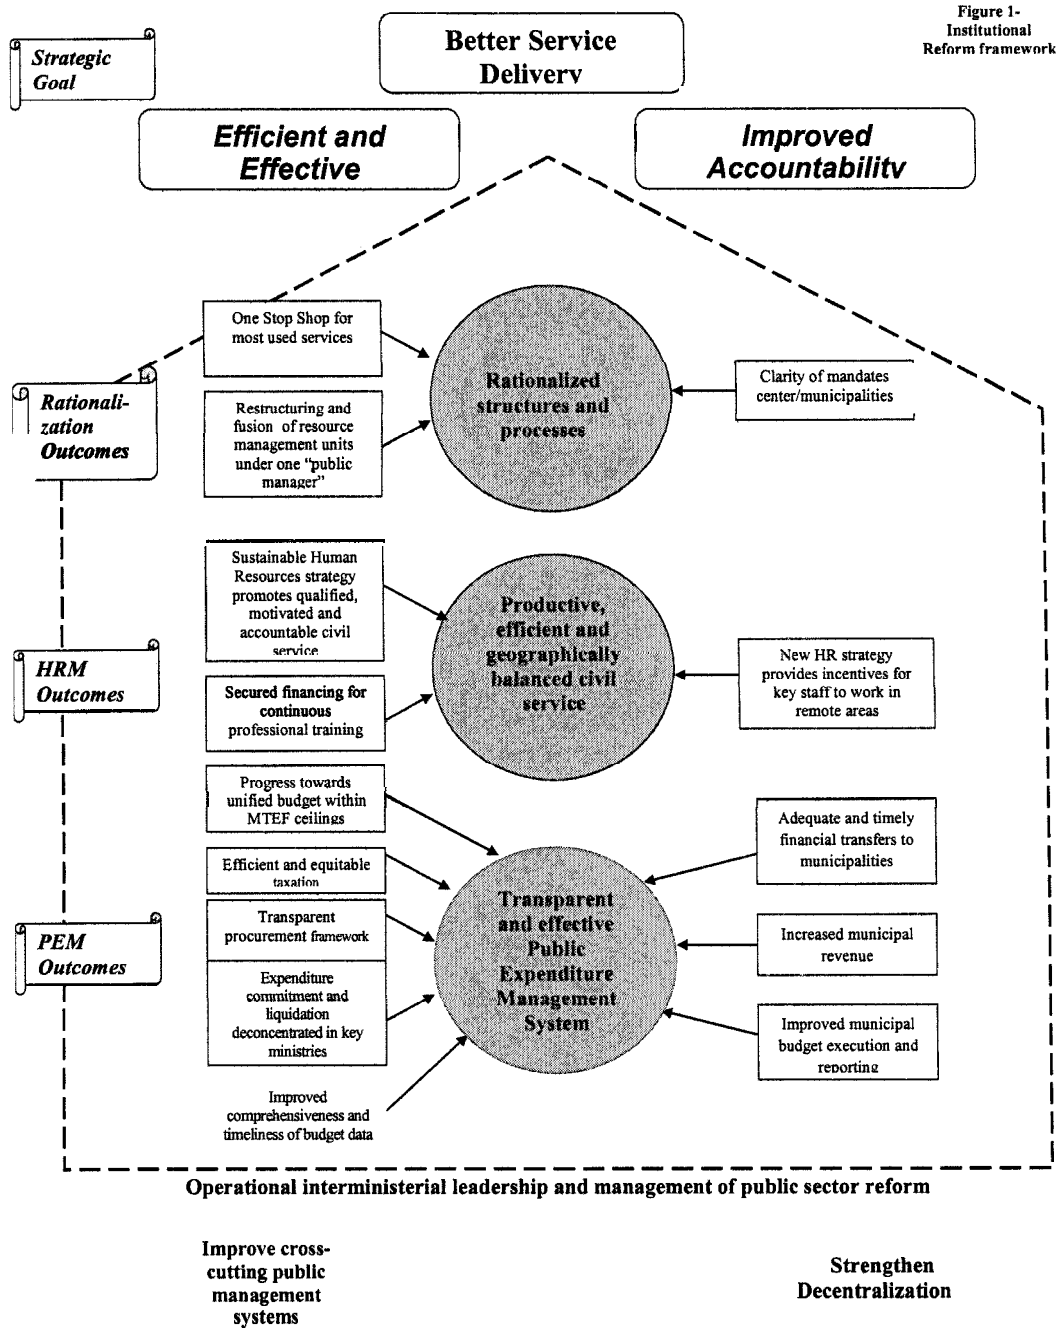 Figure 1-
Institutional
Reform framework
Strategic
Goal
Better Service
Delivery
Efficient and
Effective
Improved
Accountability
One Stop Shop for
most used services
Rationali-
zation
Outcomes
Restructuring and
fusion of resource
management units
under one “public
manager”
Rationalized
structures and
processes
Clarity of mandates
center/municipalities
HRM
Outcomes
Sustainable Human
Resources strategy
promotes qualified,
motivated and
accountable civil
service
Secured financing for
continuous
professional training
Productive,
efficient and
geographically
balanced civil
service
New HR strategy
provides incentives for
key staff to work in
remote areas
PEM
Outcomes
Progress towards
unified budget within
MTEF ceilings
Efficient and equitable
taxation
Transparent
procurement framework
Expenditure
commitment and
liquidation
deconcentrated in key
ministries
Improved
comprehensiveness and
timeliness of budget data
Transparent
and effective
Public
Expenditure
Management
System
Adequate and timely
financial transfers to
municipalities
Increased municipal
revenue
Improved municipal
budget execution and
reporting
Operational interministerial leadership and management of public sector reform
Improve cross-
cutting public
management
systems
Strengthen
Decentralization